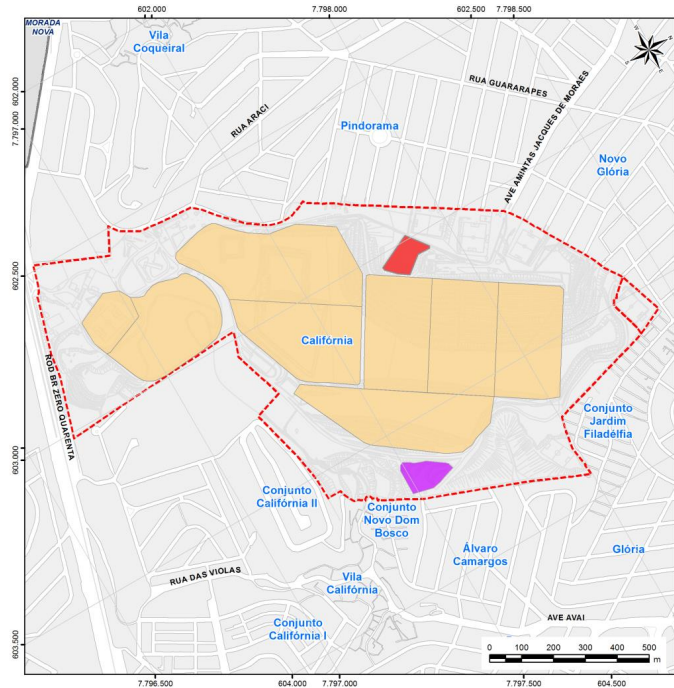 602.000
7.798.000
602.500
7.798.500
MORADA
NOVA
Vila
Coqueiral
N
E
S
W
602.000
7.797.000
RUA GUARARAPES
RUA ARACI
Pindorama
AVE AMINTAS JACQUES DE MORAES
Novo
Glória
602.500
Califórnia
ROD BR ZERO QUAPENTA
Conjunto
Jardim
Filadélfia
603.000
Conjunto
Califórnia II
Conjunto
Novo Dom
Bosco
Álvaro
Camargos
Glória
RUA DAS VIOLAS
Vila
Califórnia
AVE AVAI
Conjunto
Califórnia I
603.500
0 100 200 300 400 500
m
7.796.500
604.000
7.797.000
7.797.500
604.500